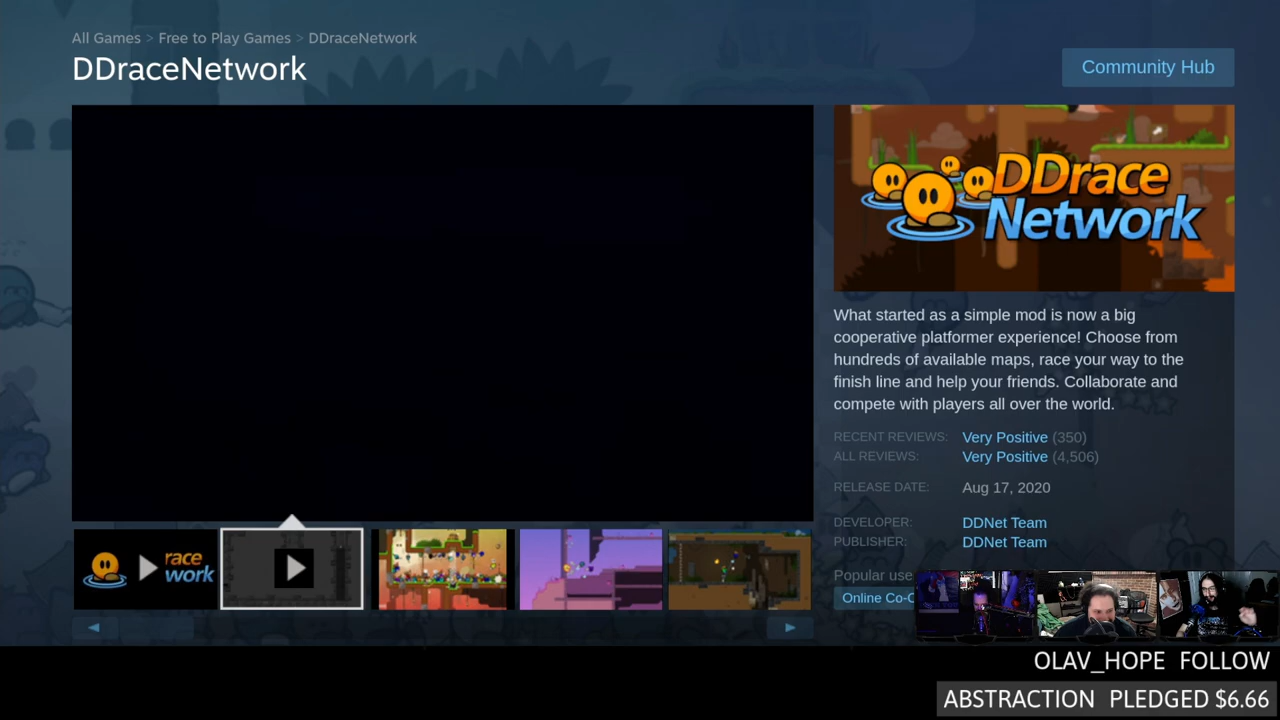 All Games > Free to Play Games > DDraceNetwork
DDraceNetwork
Community Hub
DDrace
Network
What started as a simple mod is now a big
cooperative platformer experience! Choose from
hundreds of available maps, race your way to the
finish line and help your friends. Collaborate and
compete with players all over the world.
RECENT REVIEWS: Very Positive (350)
ALL REVIEWS: Very Positive (4,506)
RELEASE DATE: Aug 17, 2020
DEVELOPER: DDNet Team
PUBLISHER: DDNet Team
race
work
Popular use
Online Co-
OLAV_HOPE FOLLOW
ABSTRACTION PLEDGED $6.66